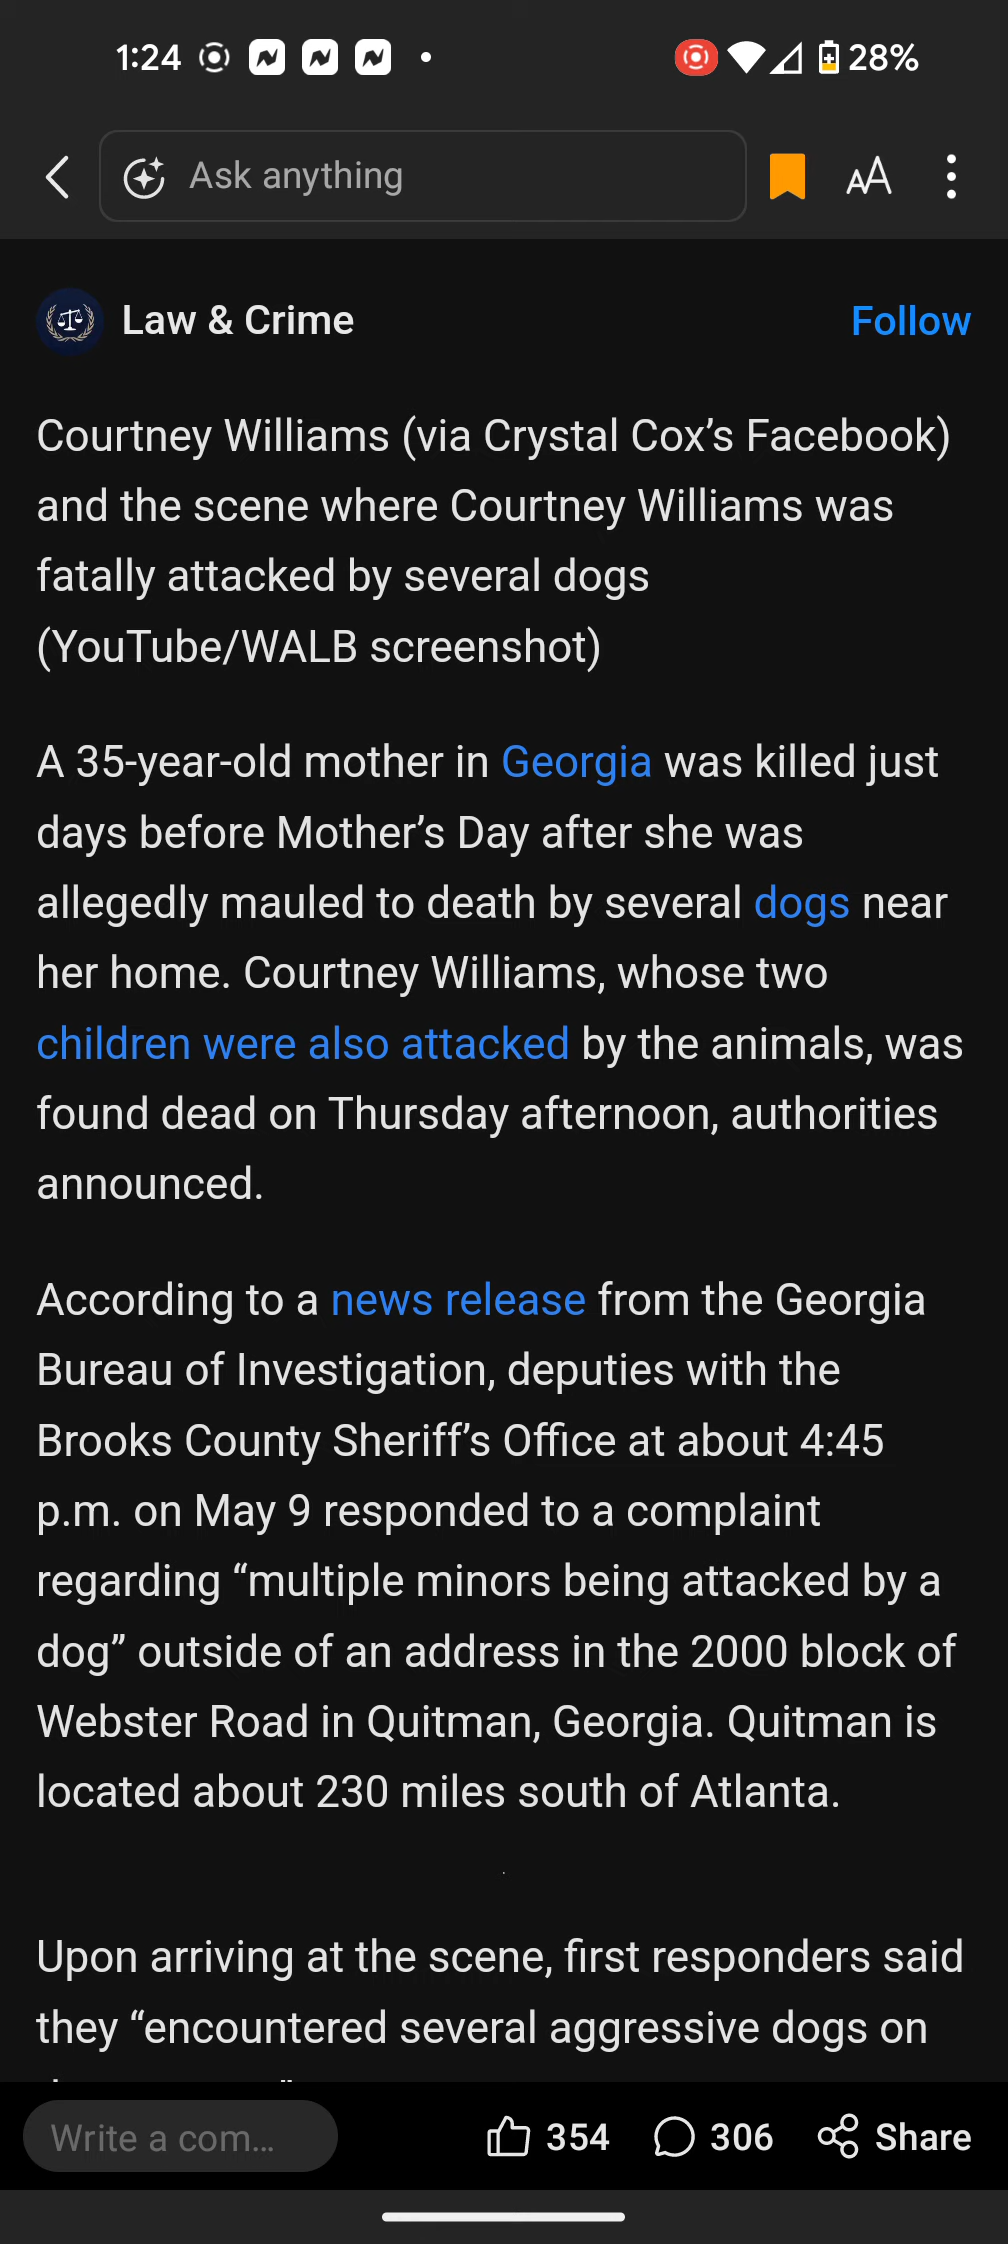 1:24
28%
Ask anything
AA
Law & Crime
Follow
Courtney Williams (via Crystal Cox’s Facebook)
and the scene where Courtney Williams was
fatally attacked by several dogs
(YouTube/WALB screenshot)
A 35-year-old mother in Georgia was killed just
days before Mother’s Day after she was
allegedly mauled to death by several dogs near
her home. Courtney Williams, whose two
children were also attacked by the animals, was
found dead on Thursday afternoon, authorities
announced.
According to a news release from the Georgia
Bureau of Investigation, deputies with the
Brooks County Sheriff’s Office at about 4:45
p.m. on May 9 responded to a complaint
regarding “multiple minors being attacked by a
dog” outside of an address in the 2000 block of
Webster Road in Quitman, Georgia. Quitman is
located about 230 miles south of Atlanta.
Upon arriving at the scene, first responders said
they “encountered several aggressive dogs on
Write a com...
354
306
Share